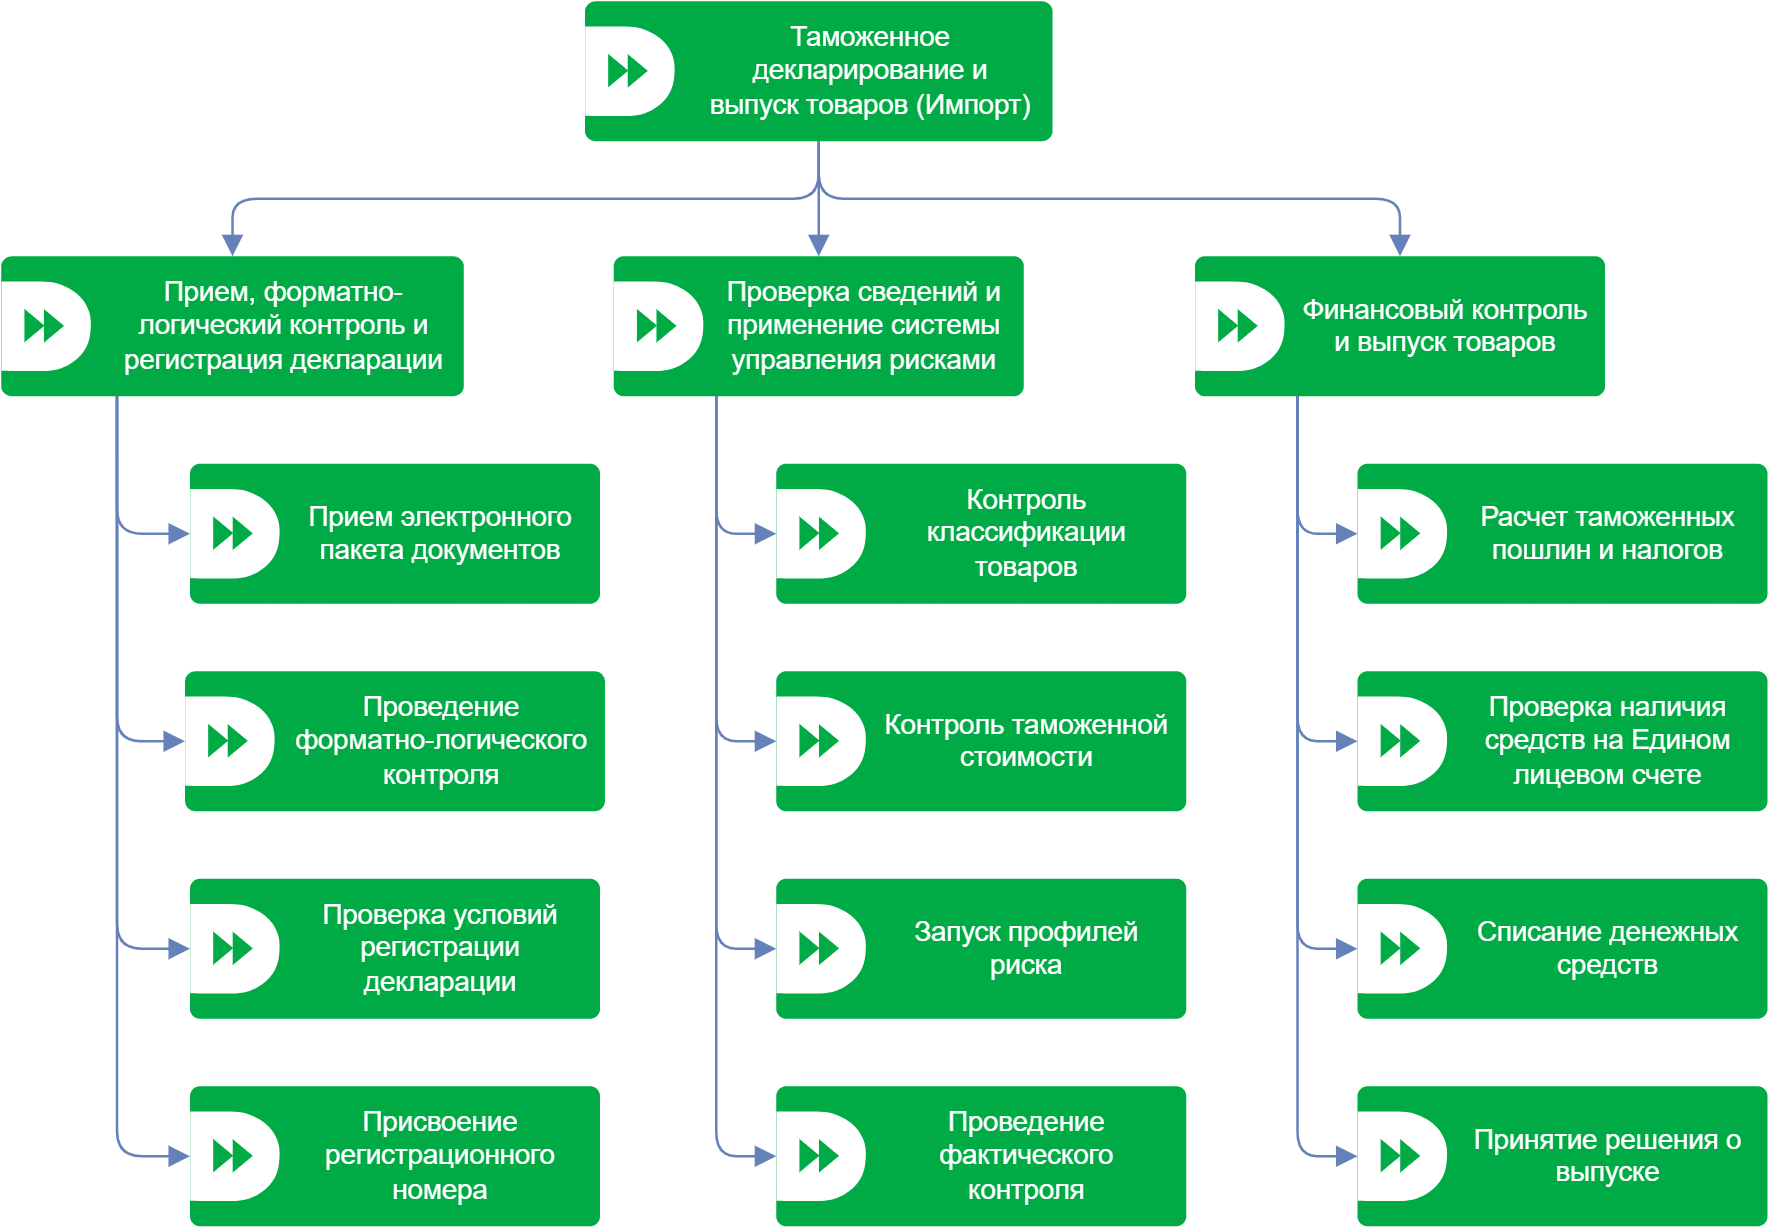 Таможенное
декларирование и
выпуск товаров (Импорт)
Прием, форматно-
логический контроль и
регистрация декларации
Проверка сведений и
применение системы
управления рисками
Финансовый контроль
и выпуск товаров
Прием электронного
пакета документов
Контроль
классификации
товаров
Расчет таможенных
пошлин и налогов
Проведение
форматно-логического
контроля
Контроль таможенной
стоимости
Проверка наличия
средств на Едином
лицевом счете
Проверка условий
регистрации
декларации
Запуск профилей
риска
Списание денежных
средств
Присвоение
регистрационного
номера
Проведение
фактического
контроля
Принятие решения о
выпуске